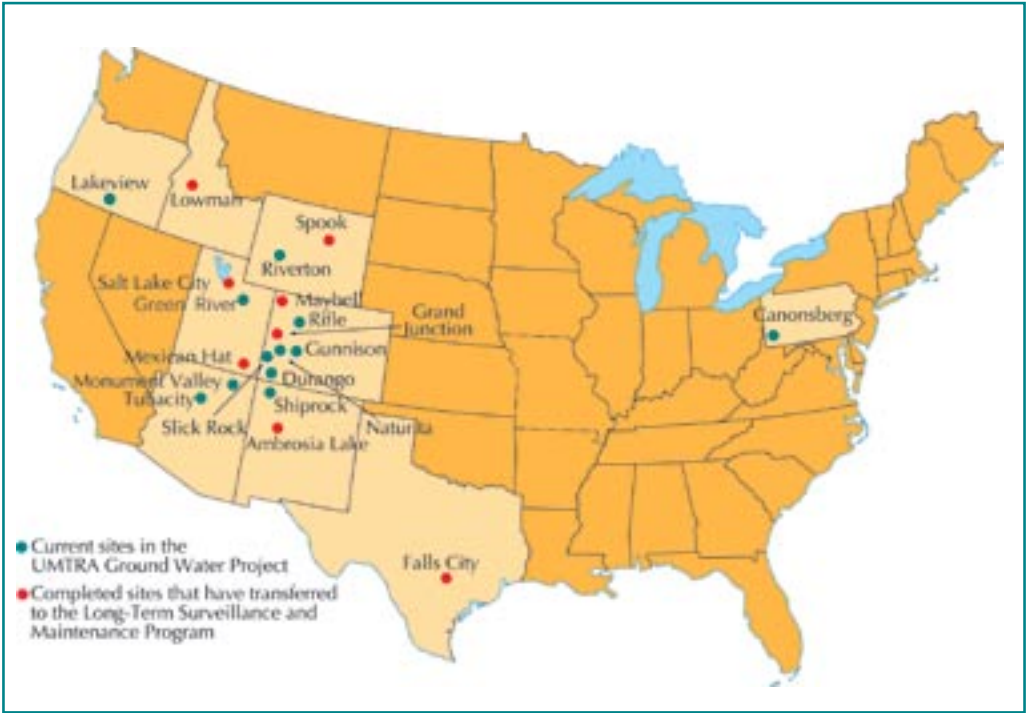 Lakeview
Lowman
Spook
Riverton
Salt Lake City
Green River
Maybell
Rifle
Grand
Junction
Canonsberg
Gunnison
Mexican Hat
Monument Valley
Durango
Tubacity
Shiprock
Slick Rock
Naturita
Ambrosia Lake
Falls City
Current sites in the
UMTRA Ground Water Project
Completed sites that have transferred
to the Long-Term Surveillance and
Maintenance Program